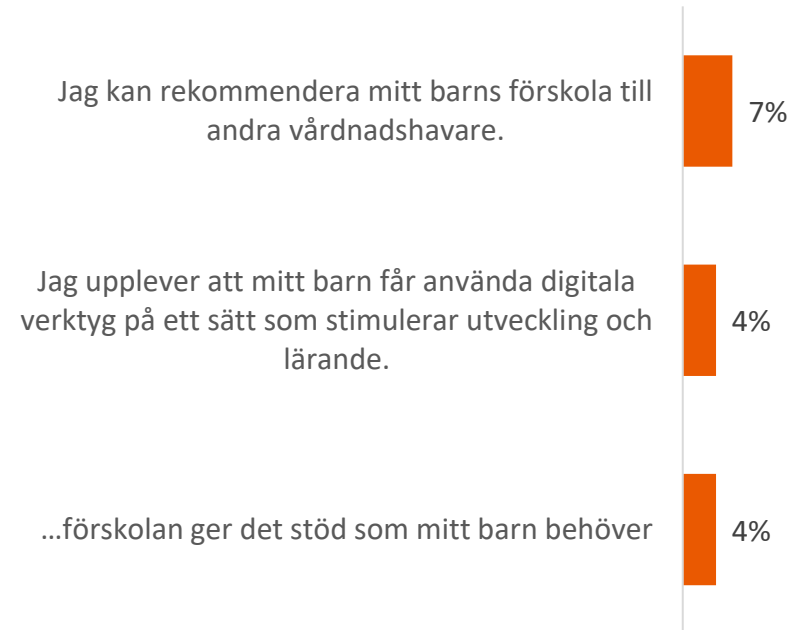 Jag kan rekommendera mitt barns förskola till
andra vårdnadshavare.
7%
Jag upplever att mitt barn får använda digitala
verktyg på ett sätt som stimulerar utveckling och
lärande.
4%
…förskolan ger det stöd som mitt barn behöver
4%